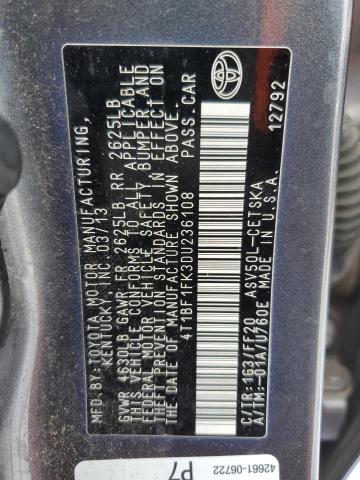 MFD.BY:TOYOTA MOTOR MANUFACTURING,
KENTUCKY, INC. 03/13
GVWR 4630LB GAWR FR 2625LB RR 2625LB
THIS VEHICLE CONFORMS TO ALL APPLICABLE
FEDERAL MOTOR VEHICLE SAFETY, BUMPER, AND
THEFT PREVENTION STANDARDS IN EFFECT ON
THE DATE OF MANUFACTURE SHOWN ABOVE.
4T1BF1FK3DU236108 PASS.CAR
C/TR:1G3/FF20 ASV50L-CETSKA
A/TM:-01A/U760E MADE IN U.S.A.
12792
TOYOTA
42661-06722
P7